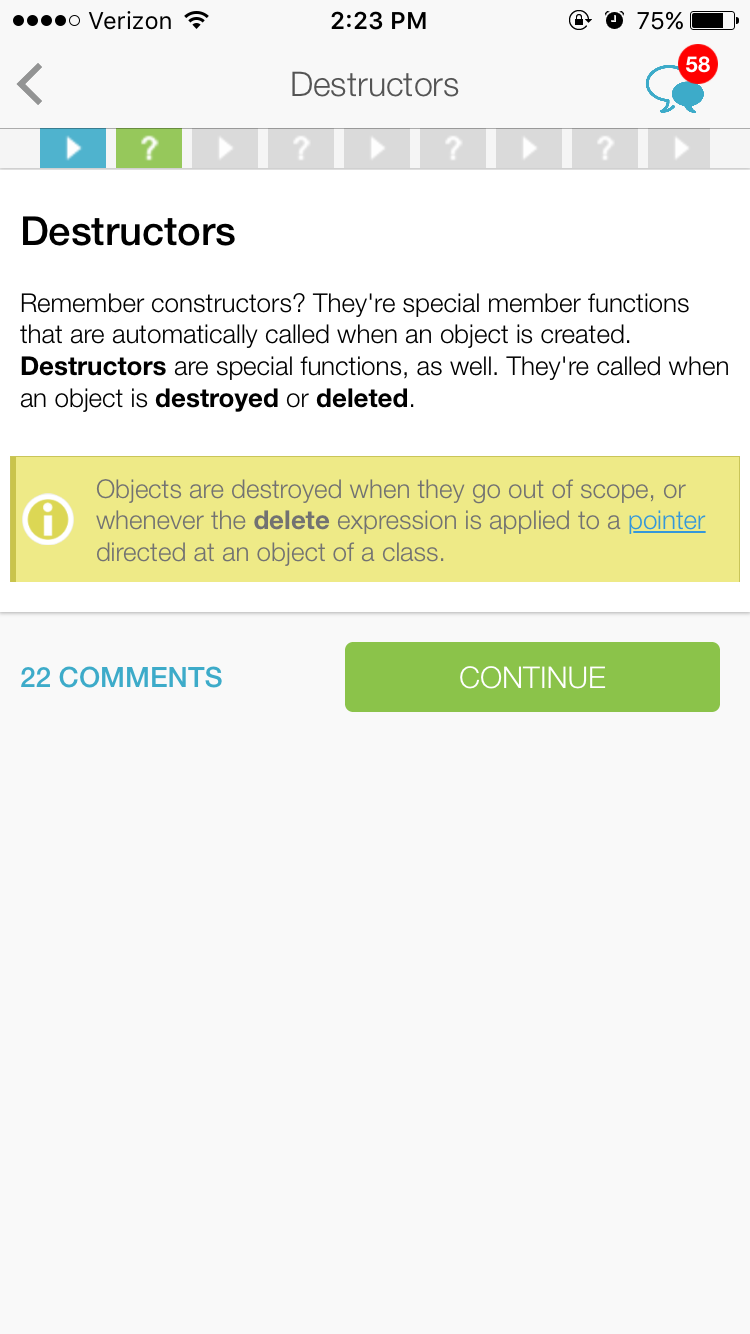 Verizon 2:23 PM 75%
Destructors 58
? ? ? ?
Destructors
Remember constructors? They're special member functions
that are automatically called when an object is created.
Destructors are special functions, as well. They're called when
an object is destroyed or deleted.
Objects are destroyed when they go out of scope, or
whenever the delete expression is applied to a pointer
directed at an object of a class.
22 COMMENTS CONTINUE